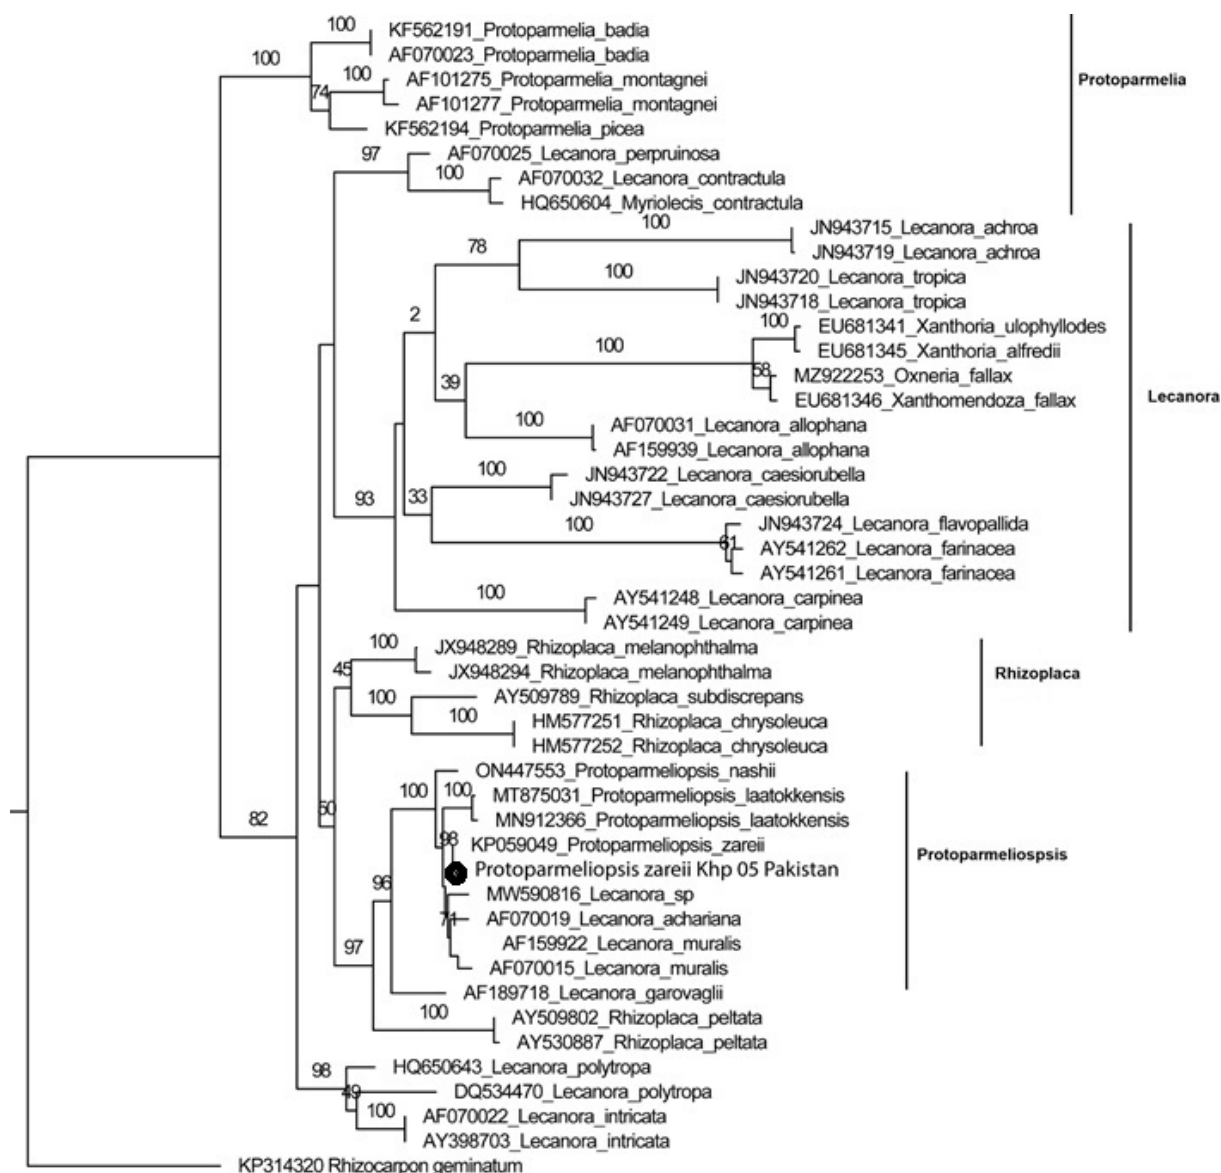 100
KF562191_Protoparmelia_badia
AF070023_Protoparmelia_badia
100
100
AF101275_Protoparmelia_montagnei
Protoparmelia
74
AF101277_Protoparmelia_montagnei
KF562194_Protoparmelia_picea
97
AF070025_Lecanora_perpruinosa
100
AF070032_Lecanora_contractula
HQ650604_Myriolecis_contractula
100
JN943715_Lecanora_achroa
78
JN943719_Lecanora_achroa
100
JN943720_Lecanora_tropica
JN943718_Lecanora_tropica
2
100
EU681341_Xanthoria_ulophyllodes
100
EU681345_Xanthoria_alfredii
39
58
MZ922253_Oxneria_fallax
EU681346_Xanthomendoza_fallax
Lecanora
100
AF070031_Lecanora_allophana
AF159939_Lecanora_allophana
100
JN943722_Lecanora_caesiorubella
93
33
JN943727_Lecanora_caesiorubella
100
JN943724_Lecanora_flavopallida
61
AY541262_Lecanora_farinacea
AY541261_Lecanora_farinacea
100
AY541248_Lecanora_carpinea
AY541249_Lecanora_carpinea
100
JX948289_Rhizoplaca_melanophthalma
45
JX948294_Rhizoplaca_melanophthalma
Rhizoplaca
100
AY509789_Rhizoplaca_subdiscrepans
100
HM577251_Rhizoplaca_chrysoleuca
HM577252_Rhizoplaca_chrysoleuca
ON447553_Protoparmeliopsis_nashii
100
100
MT875031_Protoparmeliopsis_laatokkensis
50
82
MN912366_Protoparmeliopsis_laatokkensis
98
KP059049_Protoparmeliopsis_zareii
Protoparmeliospsis
Protoparmeliopsis zareii Khp 05 Pakistan
96
MW590816_Lecanora_sp
71
AF070019_Lecanora_achariana
AF159922_Lecanora_muralis
97
AF070015_Lecanora_muralis
AF189718_Lecanora_garovaglii
100
AY509802_Rhizoplaca_peltata
AY530887_Rhizoplaca_peltata
98
HQ650643_Lecanora_polytropa
49
DQ534470_Lecanora_polytropa
100
AF070022_Lecanora_intricata
AY398703_Lecanora_intricata
KP314320 Rhizocarpon geminatum